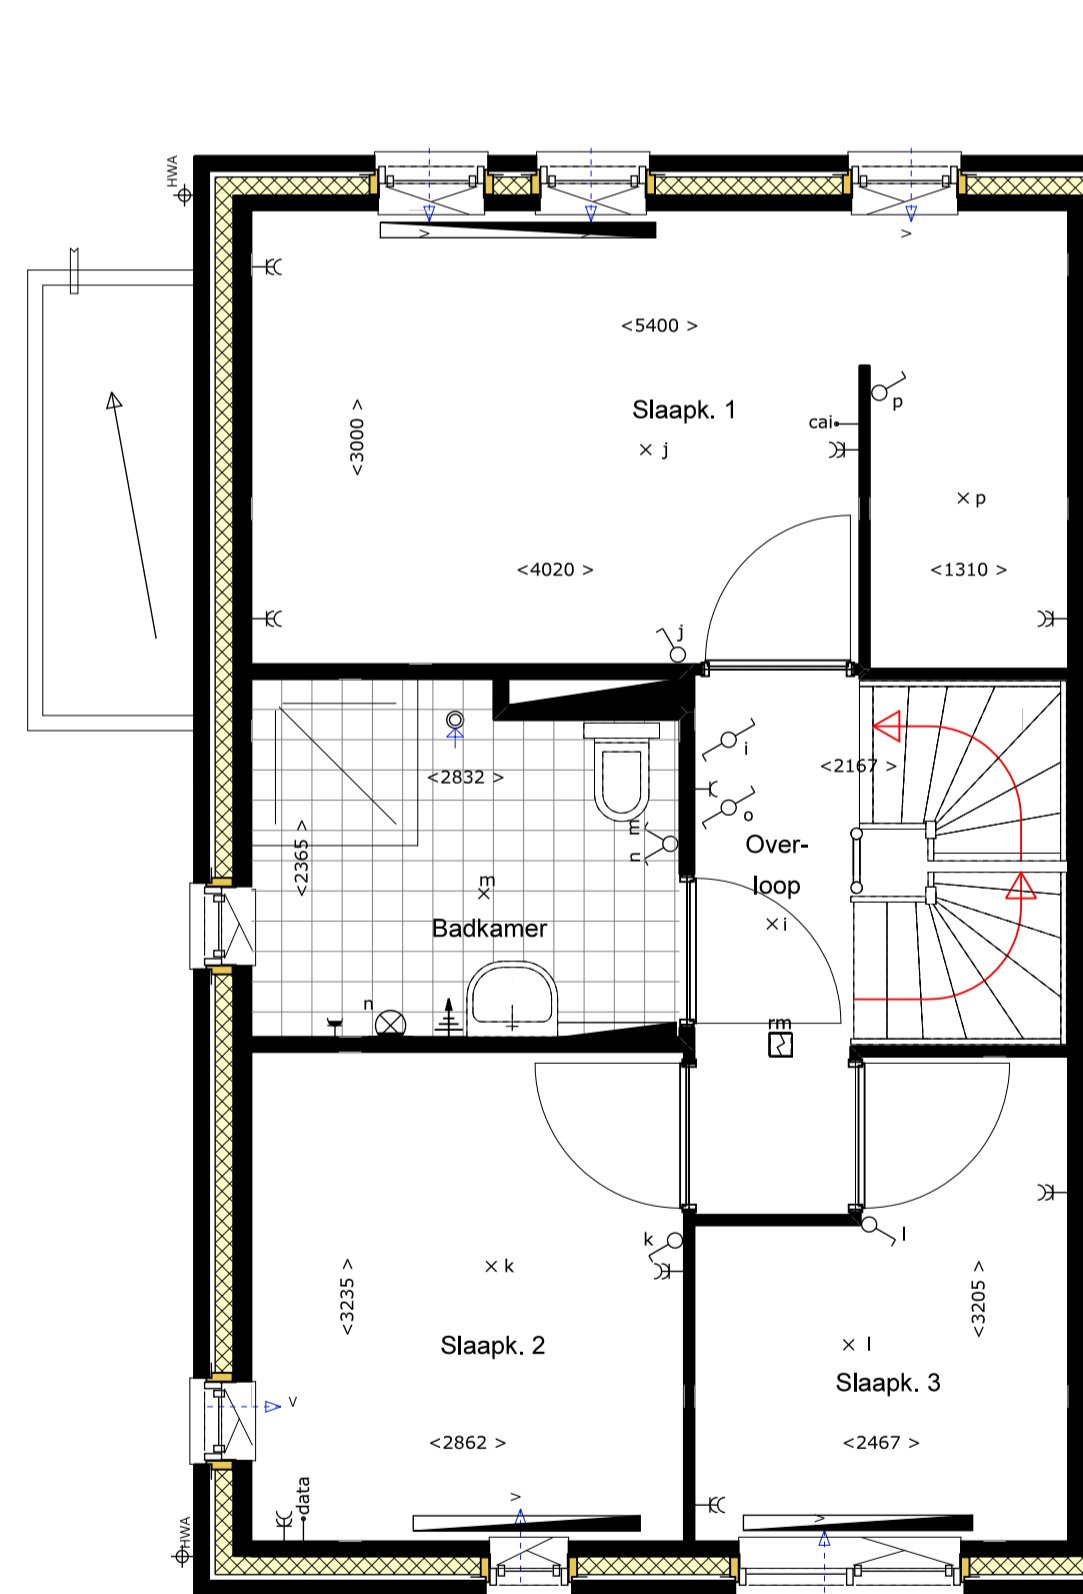 HWA
<5400 >
Slaapk. 1
<3000 >
cai
p
j
p
<4020 >
<1310 >
j
i
<2167 >
<2832 >
o
m
n
<2365 >
Over-
loop
m
i
Badkamer
n
rm
k
l
k
<3235 >
<3205 >
Slaapk. 2
l
Slaapk. 3
<2862 >
<2467 >
data
HWA